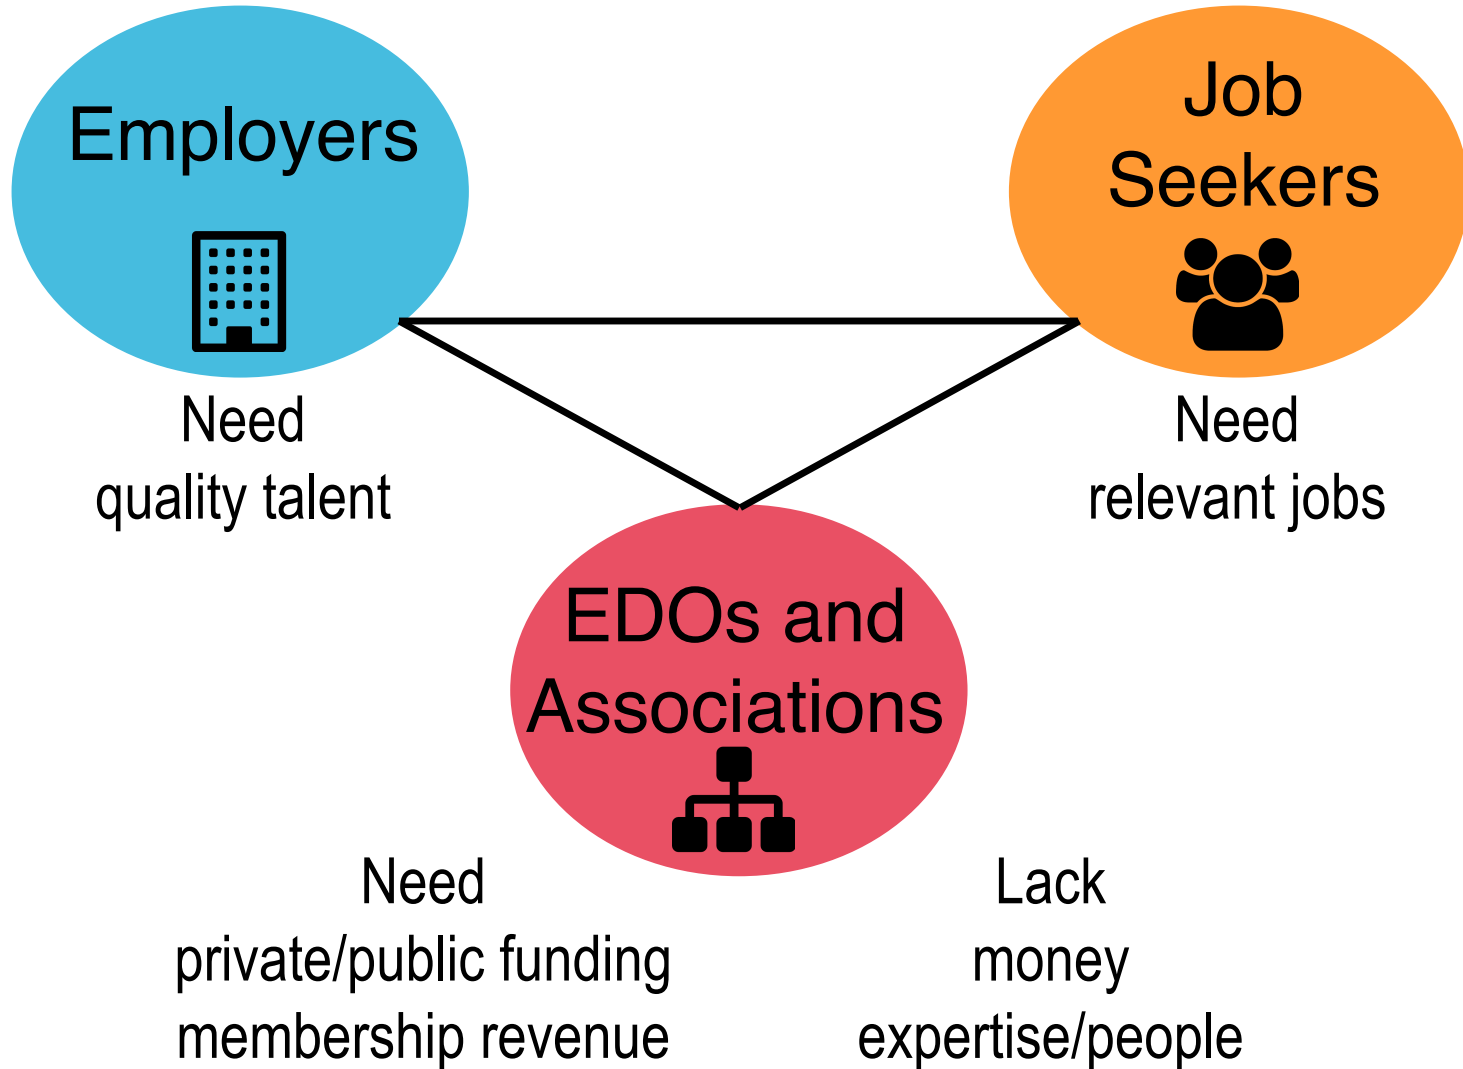 Employers
Job
Seekers
Need
quality talent
Need
relevant jobs
EDOs and
Associations
Need
private/public funding
membership revenue
Lack
money
expertise/people